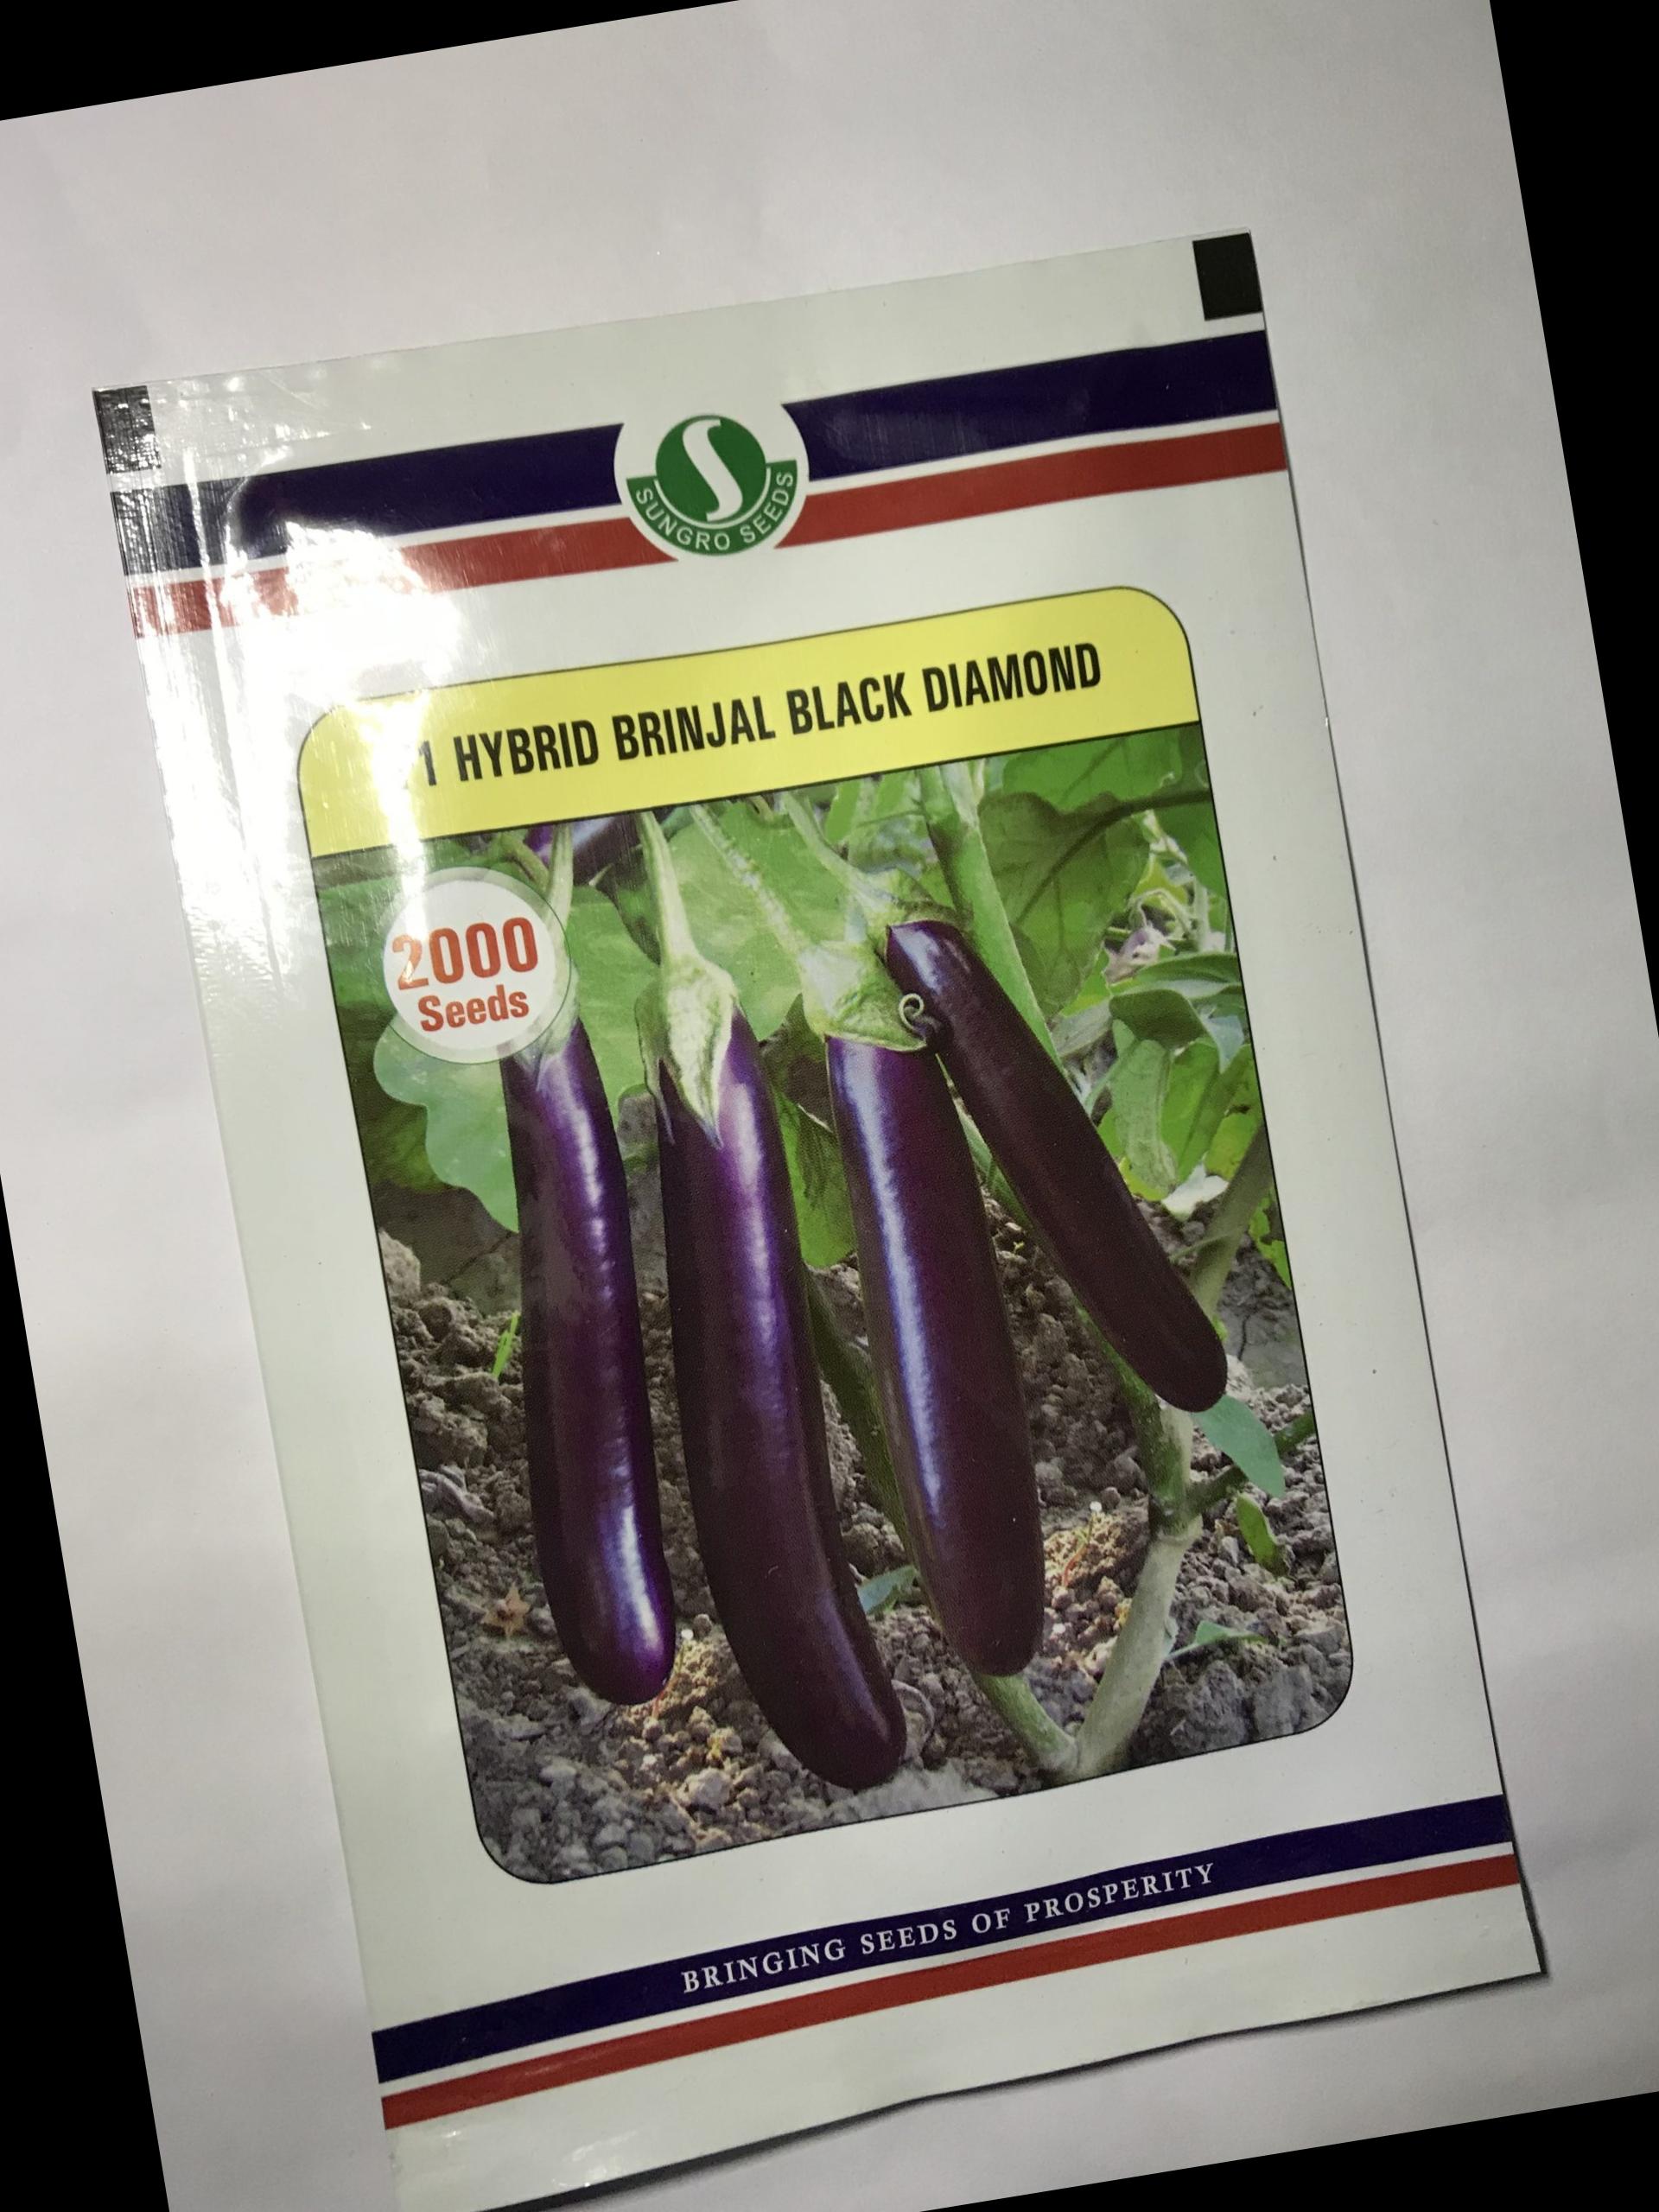 SUNGRO SEEDS
1 HYBRID BRINJAL BLACK DIAMOND
2000
Seeds
BRINGING SEEDS OF PROSPERITY